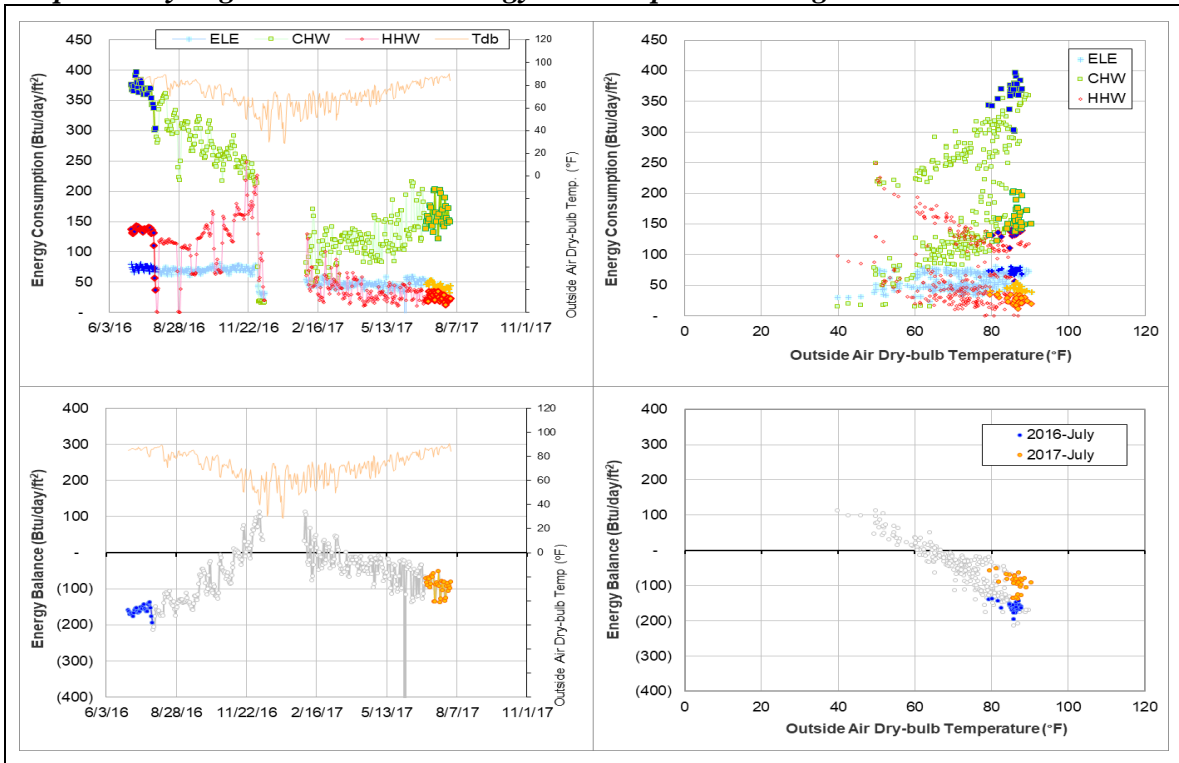 ELE CHW HHW Tdb
Energy Consumption (Btu/day/ft²)
450
400
350
300
250
200
150
100
50
-
6/3/16 8/28/16 11/22/16 2/16/17 5/13/17 8/7/17 11/1/17
120
100
80
60
40
20
0
Outside Air Dry-bulb Temp. (°F)
ELE
CHW
HHW
Energy Consumption (Btu/day/ft²)
450
400
350
300
250
200
150
100
50
-
0 20 40 60 80 100 120
Outside Air Dry-bulb Temperature (°F)
Energy Balance (Btu/day/ft²)
400
300
200
100
-
(100)
(200)
(300)
(400)
6/3/16 8/28/16 11/22/16 2/16/17 5/13/17 8/7/17 11/1/17
120
100
80
60
40
20
0
Outside Air Dry-bulb Temp (°F)
2016-July
2017-July
Energy Balance (Btu/day/ft²)
400
300
200
100
-
(100)
(200)
(300)
(400)
0 20 40 60 80 100 120
Outside Air Dry-bulb Temperature (°F)